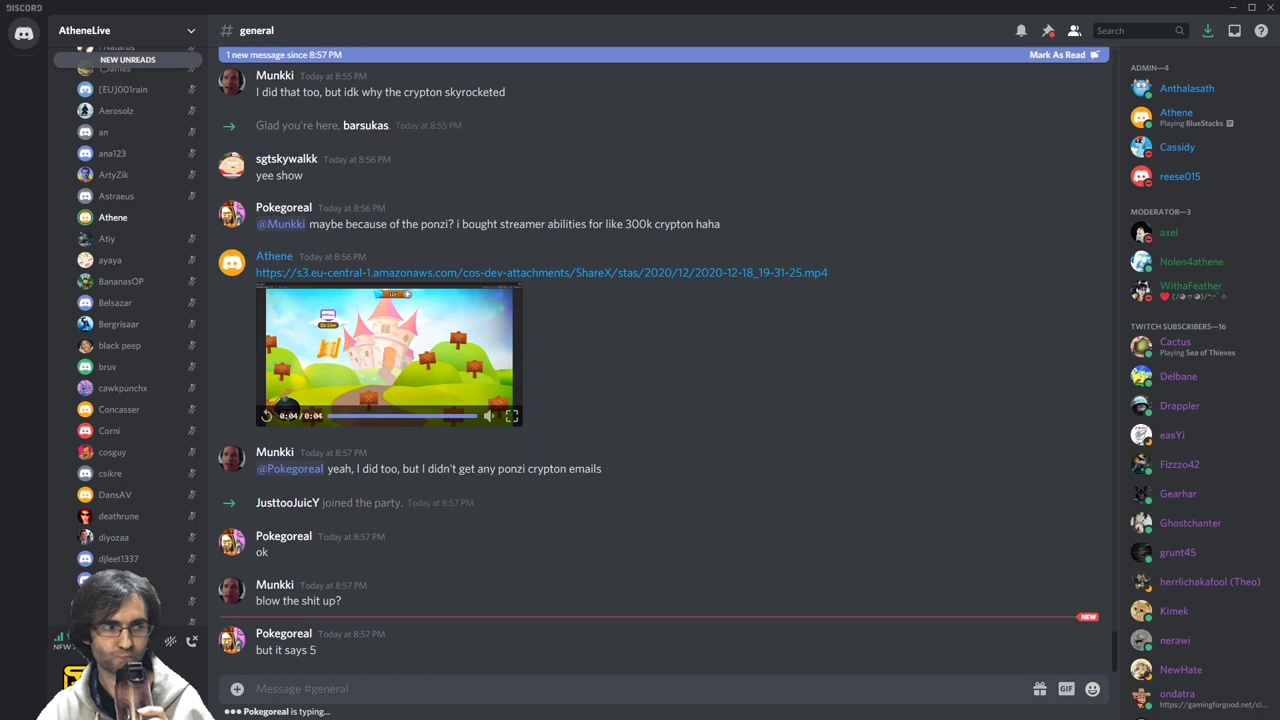 DISCORD
AtheneLive
general
Search
NEW UNREADS
1 new message since 8:57 PM
Mark As Read
[EU]001rain
Aerosolz
an
ana123
ArtyZik
Astraeus
Athene
Atiy
ayaya
BananasOP
Belsazar
Bergrisaar
black peep
bruv
cawkpunchx
Concasser
Corni
cosguy
csikre
DansAV
deathrune
diyozaa
djleet1337
Munkki Today at 8:55 PM
I did that too, but idk why the crypton skyrocketed
Glad you're here, barsukas. Today at 8:55 PM
sgtskywalkk Today at 8:56 PM
yee show
Pokegoreal Today at 8:56 PM
@Munkki maybe because of the ponzi? i bought streamer abilities for like 300k crypton haha
Athene Today at 8:56 PM
https://s3.eu-central-1.amazonaws.com/cos-dev-attachments/ShareX/stas/2020/12/2020-12-18_19-31-25.mp4
Go Live
0:04/0:04
Munkki Today at 8:57 PM
@Pokegoreal yeah, I did too, but I didn't get any ponzi crypton emails
JusttooJuicY joined the party. Today at 8:57 PM
Pokegoreal Today at 8:57 PM
ok
Munkki Today at 8:57 PM
blow the shit up?
NEW
Pokegoreal Today at 8:57 PM
but it says 5
Message #general
GIF
Pokegoreal is typing...
ADMIN—4
Anthalasath
Athene
Playing BlueStacks
Cassidy
reese015
MODERATOR—3
axel
Nolen4athene
WithaFeather
TWITCH SUBSCRIBERS—16
Cactus
Playing Sea of Thieves
Delbane
Drappler
easYi
Fizzzo42
Gearhar
Ghostchanter
grunt45
herrlichakafool (Theo)
Kimek
nerawi
NewHate
ondatra
https://gamingforgood.net/cl...